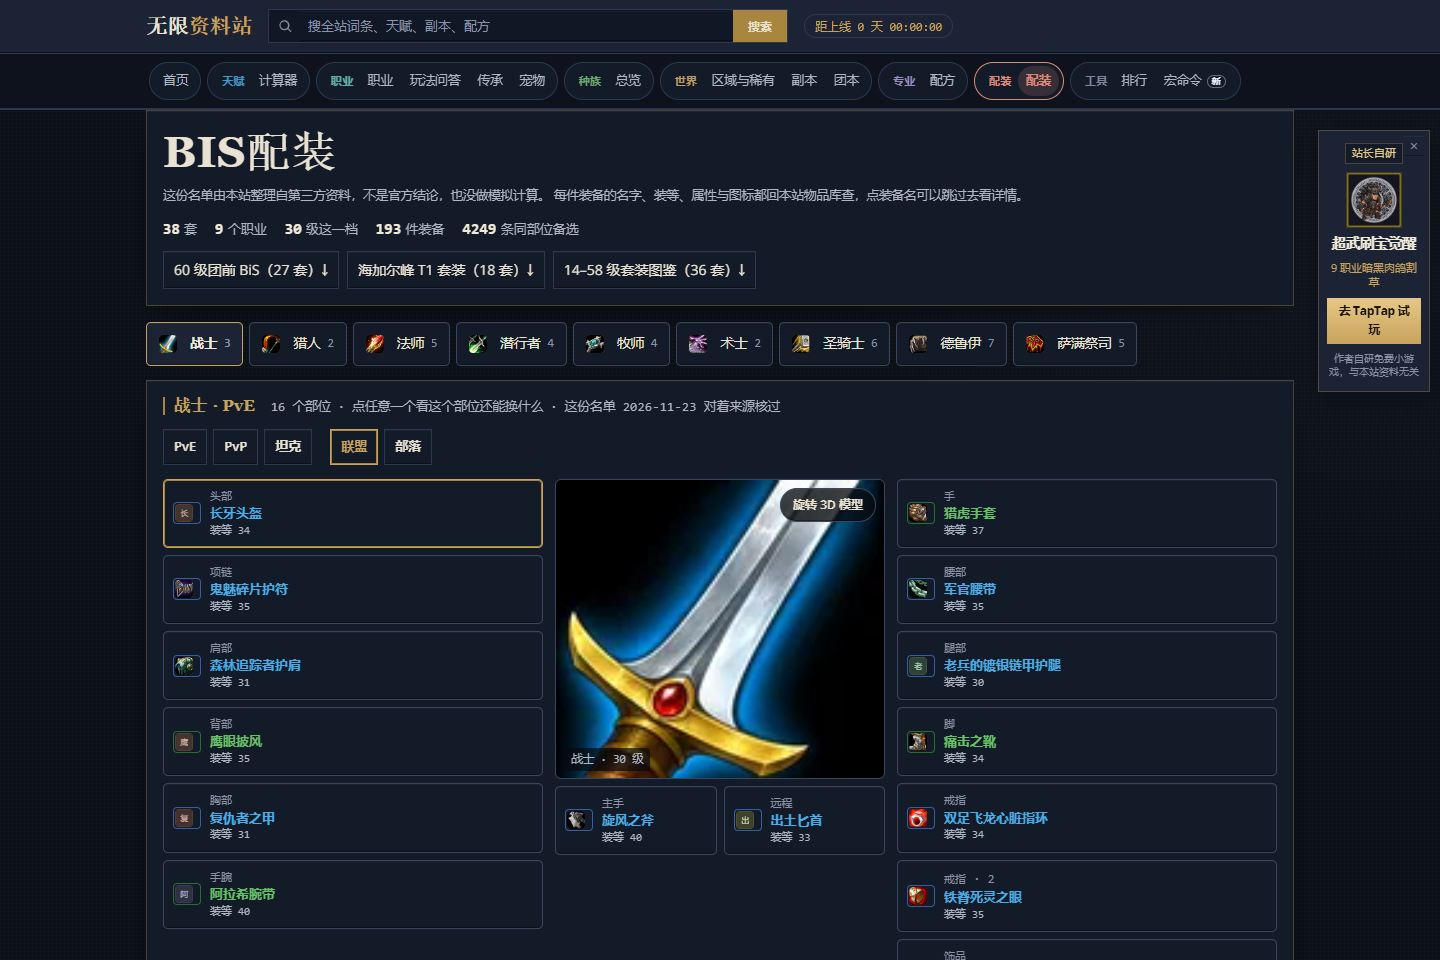 无限资料站
搜全站词条、天赋、副本、配方
搜索
距上线 0 天 00:00:00
首页
天赋 计算器
职业 职业 玩法问答 传承 宠物
种族 总览
世界 区域与稀有 副本 团本
专业 配方
配装 配装
工具 排行 宏命令 新
BIS配装
这份名单由本站整理自第三方资料，不是官方结论，也没做模拟计算。 每件装备的名字、装等、属性与图标都回本站物品库查，点装备名可以跳过去看详情。
38 套 9 个职业 30 级这一档 193 件装备 4249 条同部位备选
60 级团前 BiS（27 套）↓
海加尔峰 T1 套装（18 套）↓
14–58 级套装图鉴（36 套）↓
战士 3
猎人 2
法师 5
潜行者 4
牧师 4
术士 2
圣骑士 6
德鲁伊 7
萨满祭司 5
战士 · PvE 16 个部位 · 点任意一个看这个部位还能换什么 · 这份名单 2026-11-23 对着来源核过
PvE
PvP
坦克
联盟
部落
长
头部
长牙头盔
装等 34
项链
鬼魅碎片护符
装等 35
肩部
森林追踪者护肩
装等 31
鹰
背部
鹰眼披风
装等 35
复
胸部
复仇者之甲
装等 31
阿
手腕
阿拉希腕带
装等 40
旋转 3D 模型
战士 · 30 级
主手
旋风之斧
装等 40
出
远程
出土匕首
装等 33
手
猎虎手套
装等 37
腰部
军官腰带
装等 35
老
腿部
老兵的镀银链甲护腿
装等 30
脚
痛击之靴
装等 34
戒指
双足飞龙心脏指环
装等 34
戒指 · 2
铁脊死灵之眼
装等 35
饰品
站长自研
×
超武刷宝觉醒
9 职业暗黑肉鸽割
草
去 TapTap 试
玩
作者自研免费小游
戏，与本站资料无关